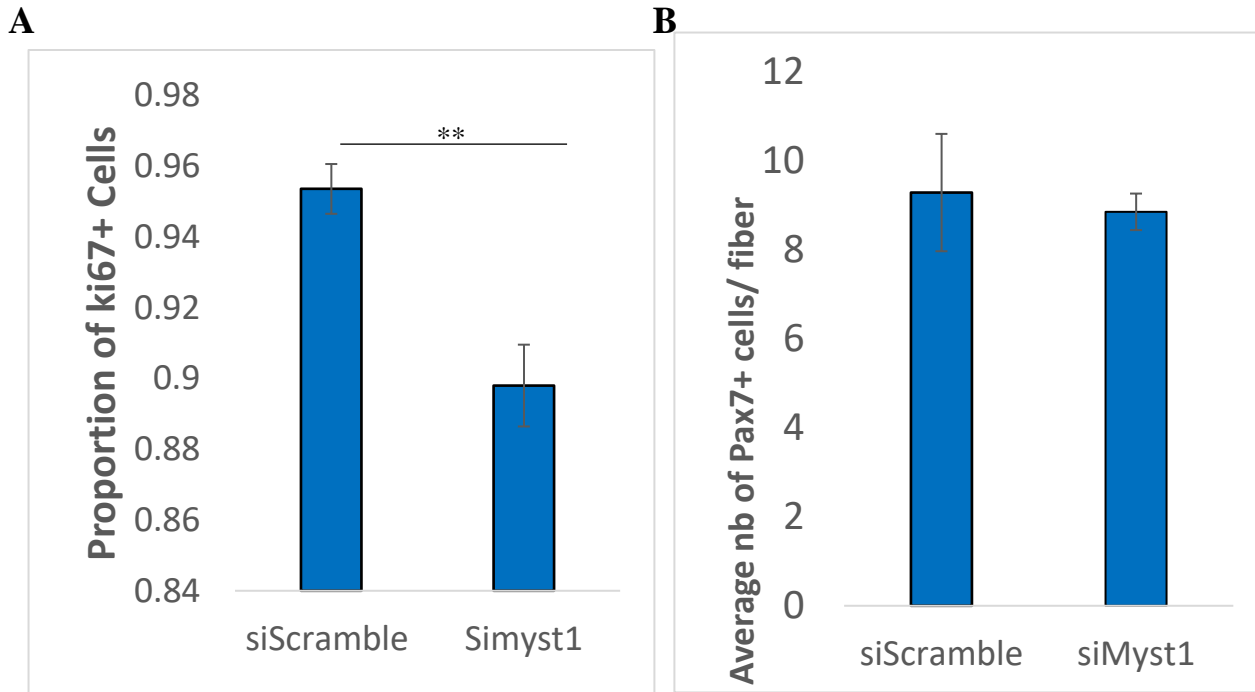 A
Proportion of ki67+ Cells
0.98
0.96
0.94
0.92
0.9
0.88
0.86
0.84
**
siScramble
Simyst1
B
Average nb of Pax7+ cells/ fiber
12
10
8
6
4
2
0
siScramble
siMyst1